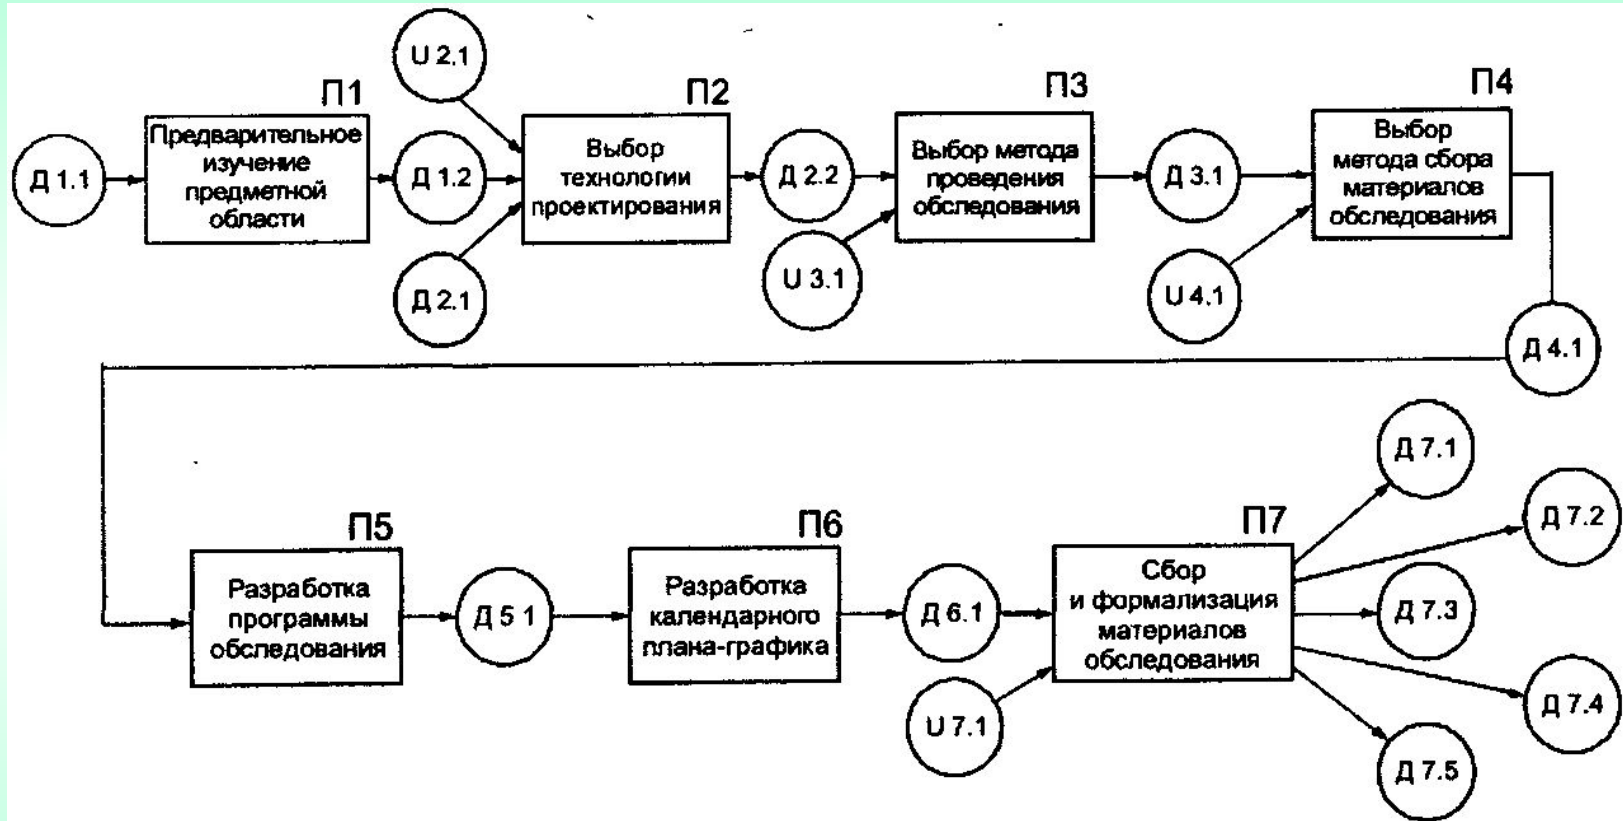 U 2.1
П1
П2
П3
П4
Д 1.1
Предварительное
изучение
предметной
области
Д 1.2
Выбор
технологии
проектирования
Д 2.2
Выбор метода
проведения
обследования
Д 3.1
Выбор
метода сбора
материалов
обследования
Д 2.1
U 3.1
U 4.1
Д 4.1
П5
П6
П7
Разработка
программы
обследования
Д 5 1
Разработка
календарного
плана-графика
Д 6.1
Сбор
и формализация
материалов
обследования
U 7.1
Д 7.1
Д 7.2
Д 7.3
Д 7.4
Д 7.5